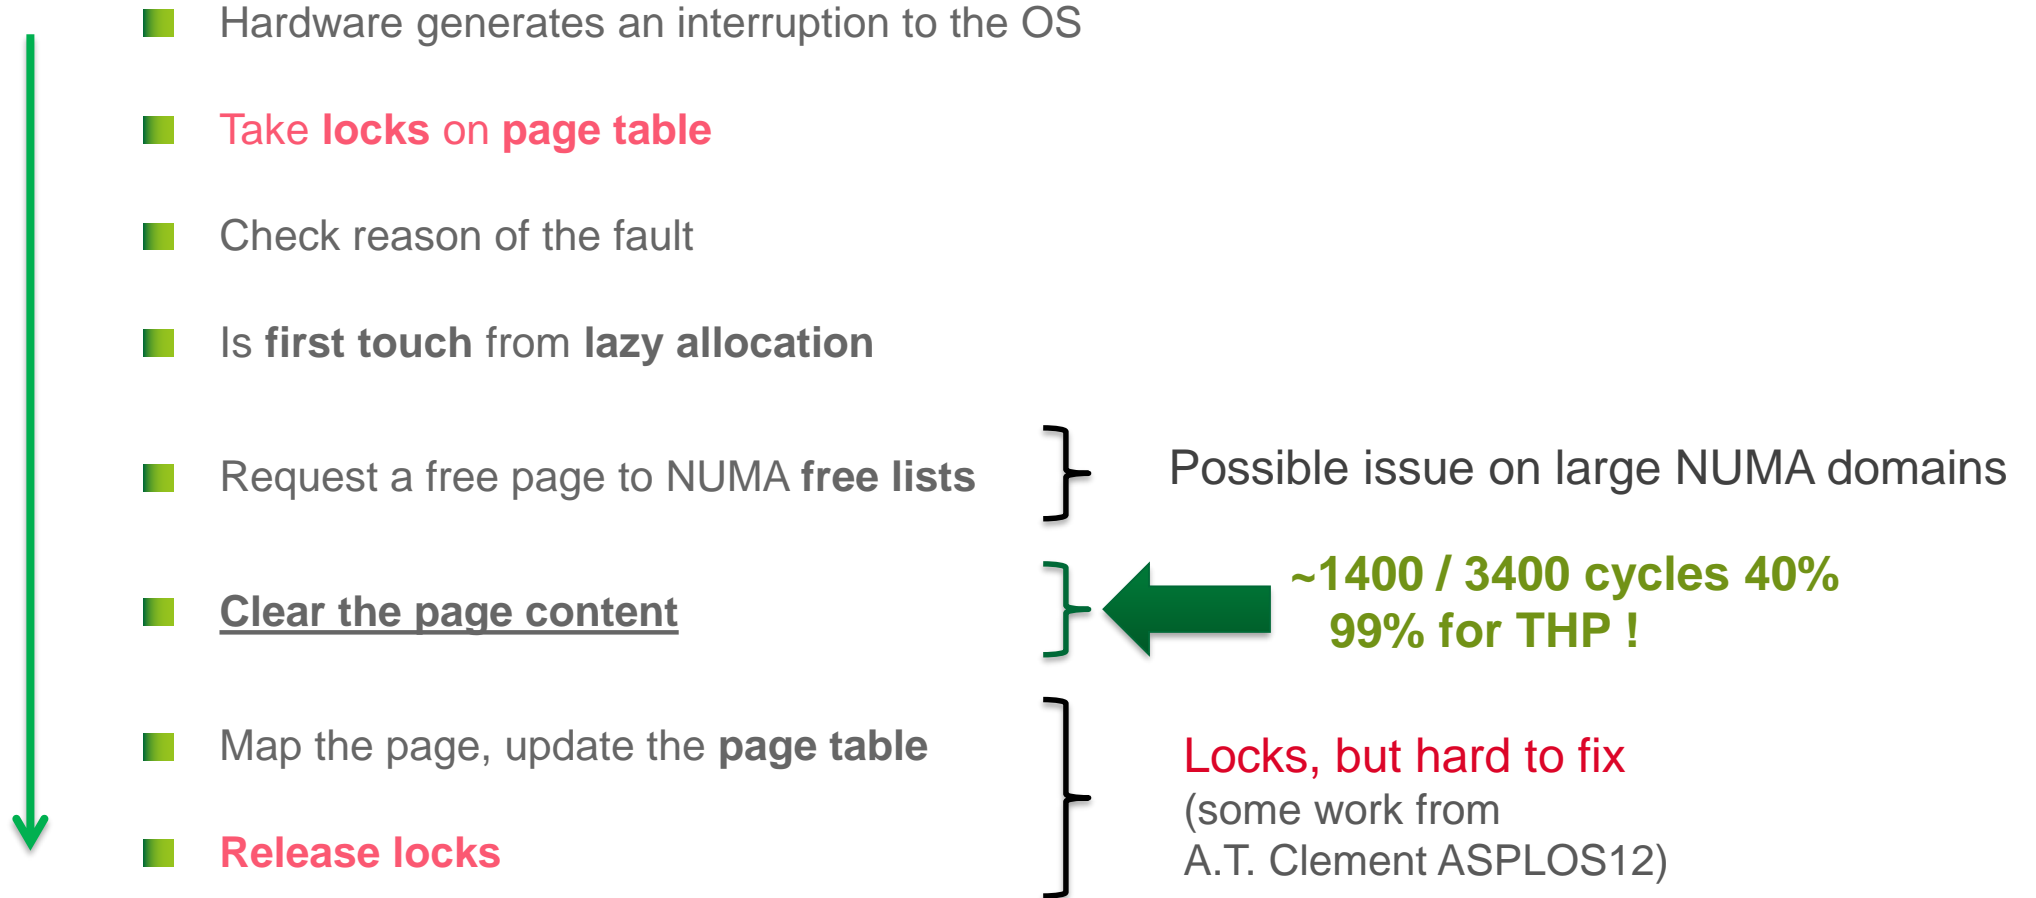 Hardware generates an interruption to the OS
Take locks on page table
Check reason of the fault
Is first touch from lazy allocation
Request a free page to NUMA free lists
Possible issue on large NUMA domains
Clear the page content
~1400 / 3400 cycles 40%
99% for THP !
Map the page, update the page table
Release locks
Locks, but hard to fix
(some work from
A.T. Clement ASPLOS12)